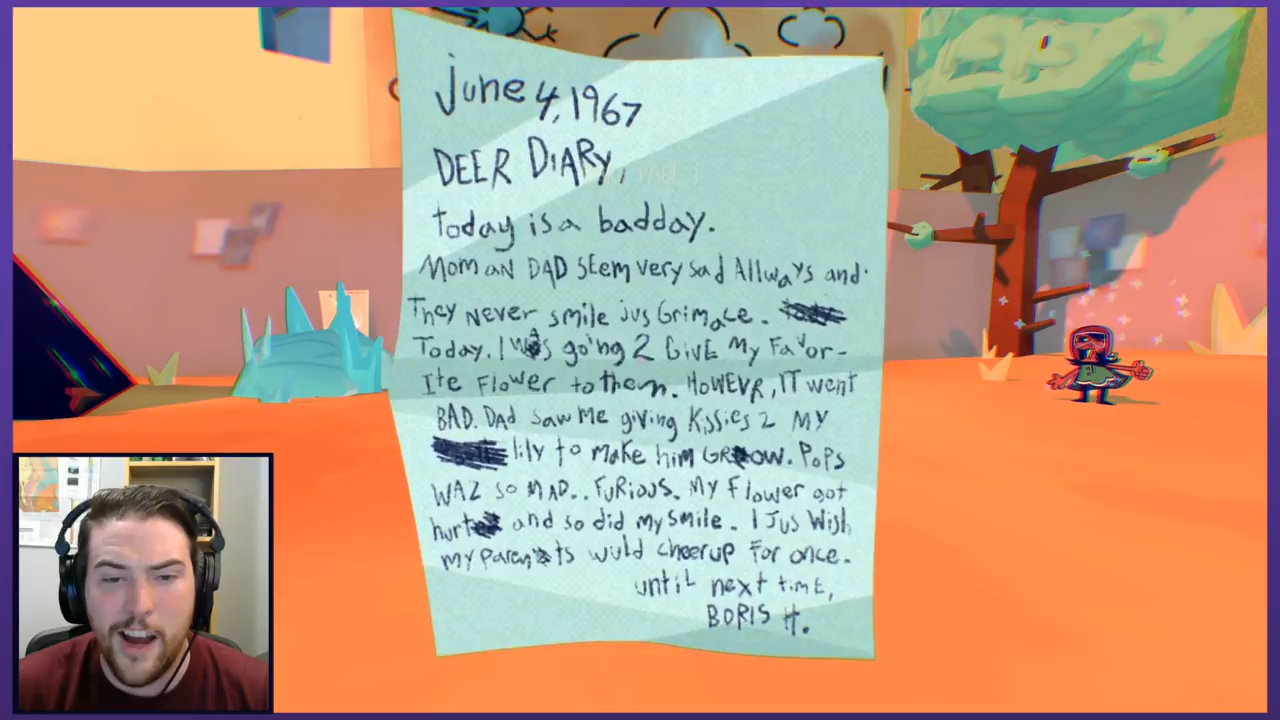 june 4, 1967
DEER DiARy,
today is a badday.
Mom aN DAD SEEm very Sad Allways and
They Never smile jus Grimace.
Today. I was going 2 GivE My Favor-
Ite Flower to them. HoWEVR, IT went
BAD. DAd Saw Me giving Kissies 2 My
lily to make him GRow. PoPs
WAZ so MAD.. FuRious. My Flower got
hurt and so did my smile. I Jus Wish
my parents wuld cheerup for once.
until next time,
BORIS H.